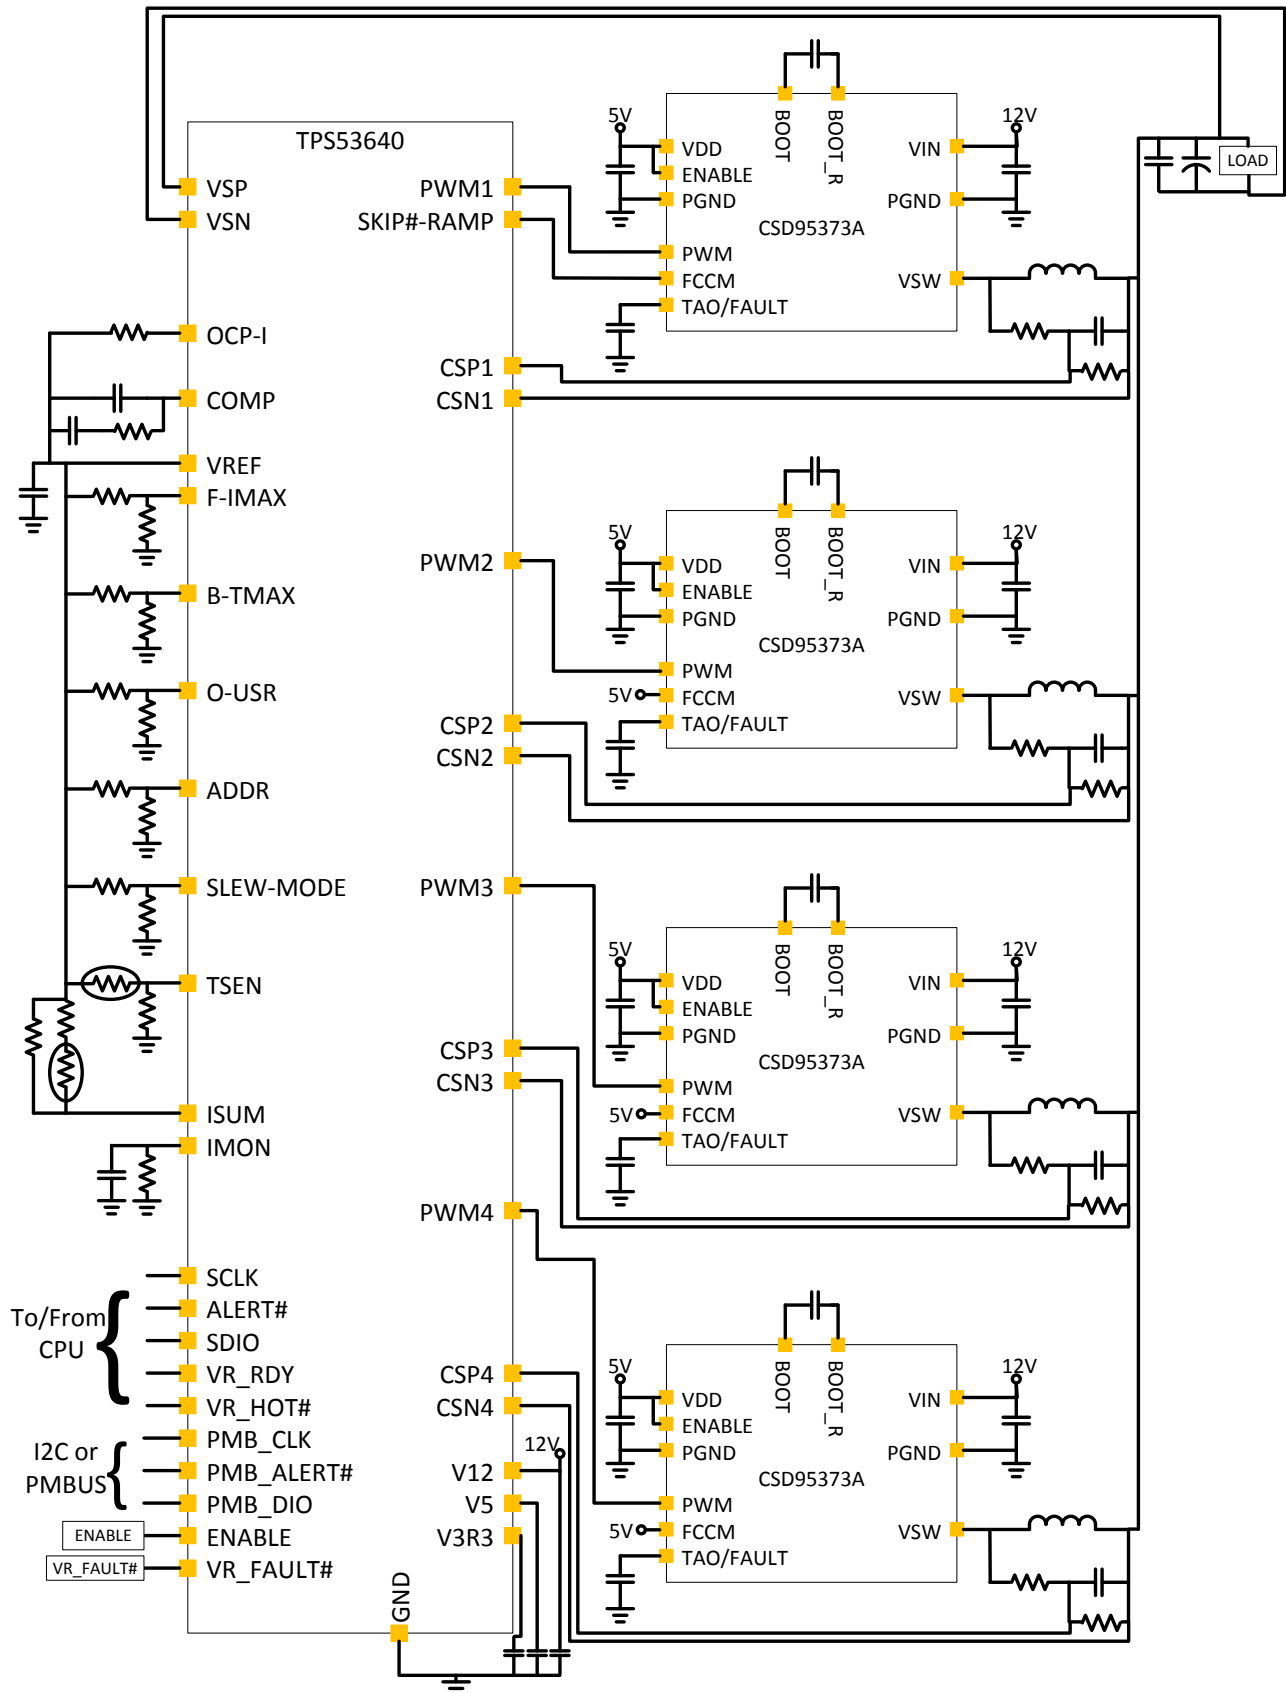 TPS53640
VSP
VSN
OCP-I
COMP
VREF
F-IMAX
B-TMAX
O-USR
ADDR
SLEW-MODE
TSEN
ISUM
IMON
SCLK
ALERT#
SDIO
VR_RDY
VR_HOT#
PMB_CLK
PMB_ALERT#
PMB_DIO
ENABLE
VR_FAULT#
To/From
CPU
I2C or
PMBUS
ENABLE
VR_FAULT#
PWM1
SKIP#-RAMP
CSP1
CSN1
PWM2
CSP2
CSN2
PWM3
CSP3
CSN3
PWM4
CSP4
CSN4
12V
V12
V5
V3R3
GND
5V
BOOT
BOOT_R
12V
VDD
ENABLE
PGND
VIN
PGND
CSD95373A
PWM
FCCM
TAO/FAULT
VSW
LOAD
5V
BOOT
BOOT_R
12V
VDD
ENABLE
PGND
VIN
PGND
CSD95373A
PWM
5V
FCCM
TAO/FAULT
VSW
5V
BOOT
BOOT_R
12V
VDD
ENABLE
PGND
VIN
PGND
CSD95373A
PWM
5V
FCCM
TAO/FAULT
VSW
5V
BOOT
BOOT_R
12V
VDD
ENABLE
PGND
VIN
PGND
CSD95373A
PWM
5V
FCCM
TAO/FAULT
VSW